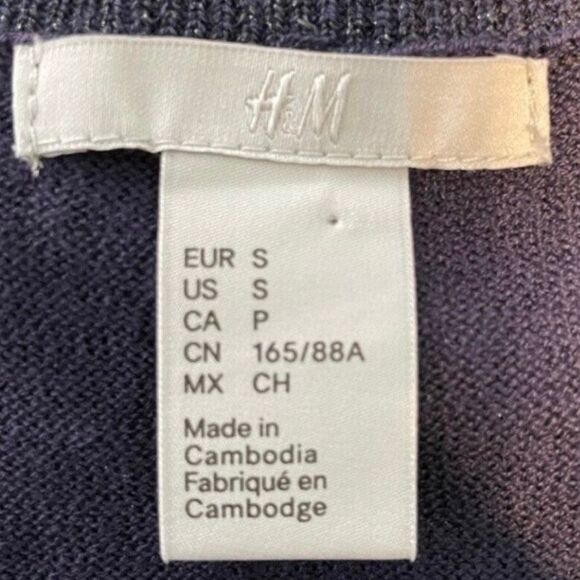 H&M
EUR S
US S
CA P
CN 165/88A
MX CH
Made in
Cambodia
Fabriqué en
Cambodge